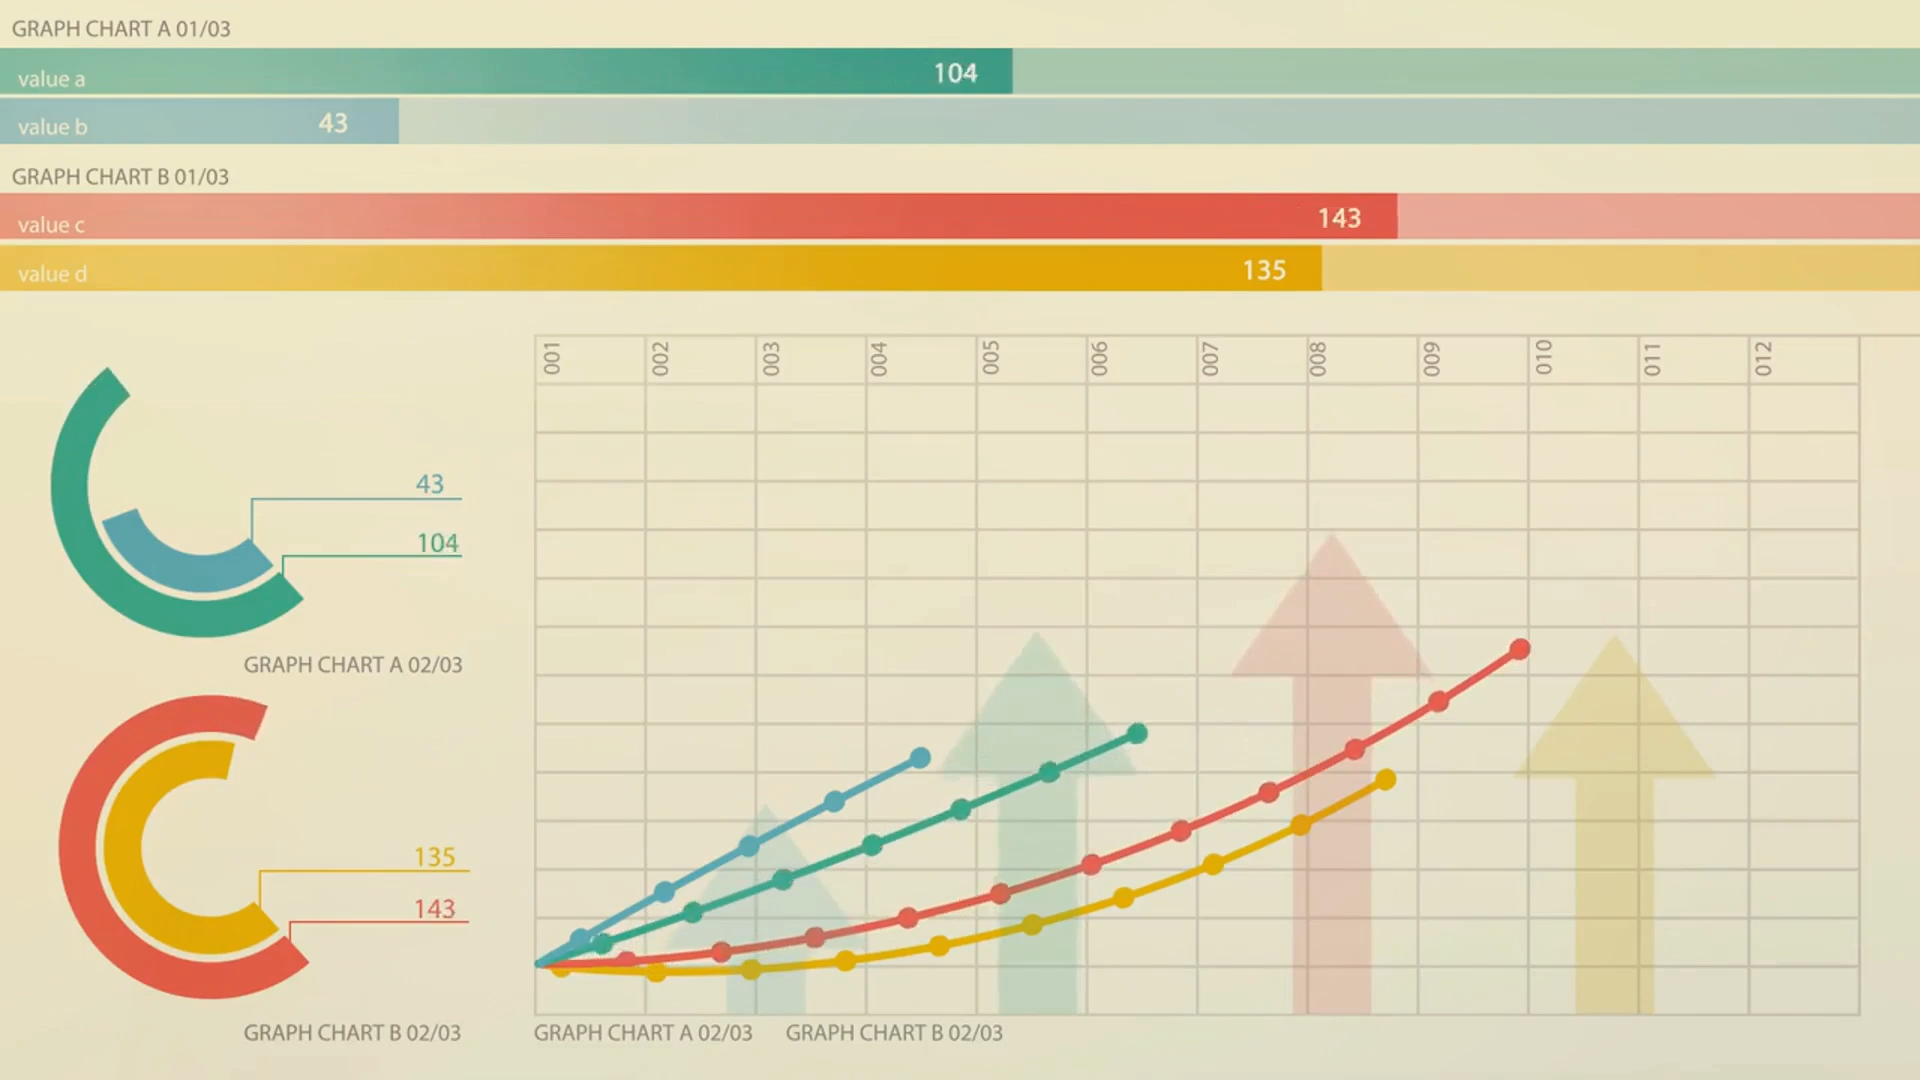 GRAPH CHART A 01/03
value a 104
value b 43
GRAPH CHART B 01/03
value c 143
value d 135
43
104
GRAPH CHART A 02/03
135
143
GRAPH CHART B 02/03
001 002 003 004 005 006 007 008 009 010 011 012
GRAPH CHART A 02/03 GRAPH CHART B 02/03